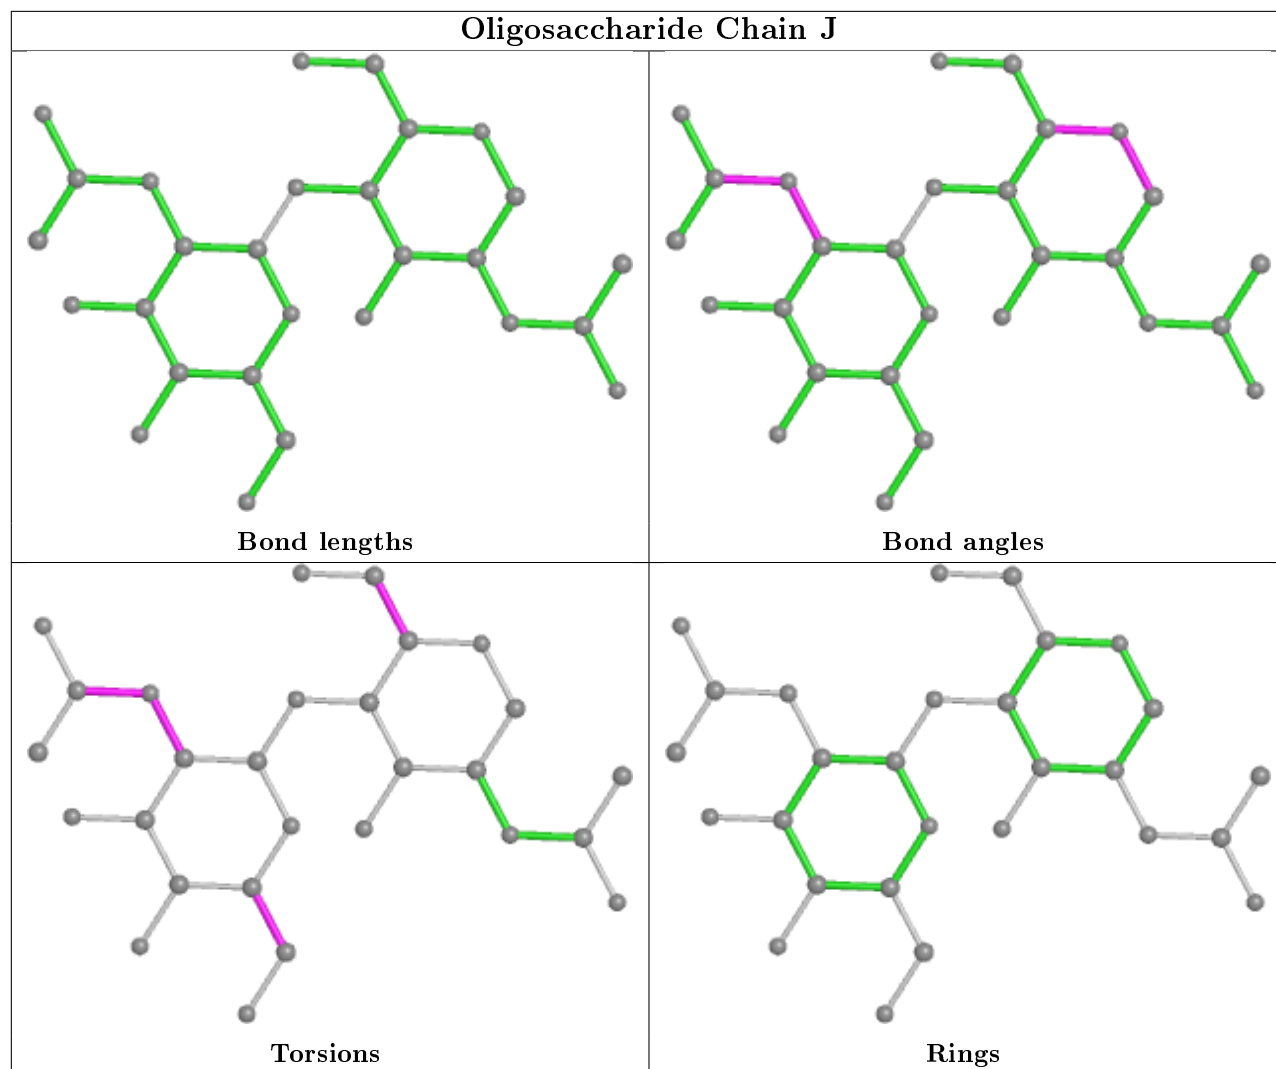 Oligosaccharide Chain J
Bond lengths
Bond angles
Torsions
Rings